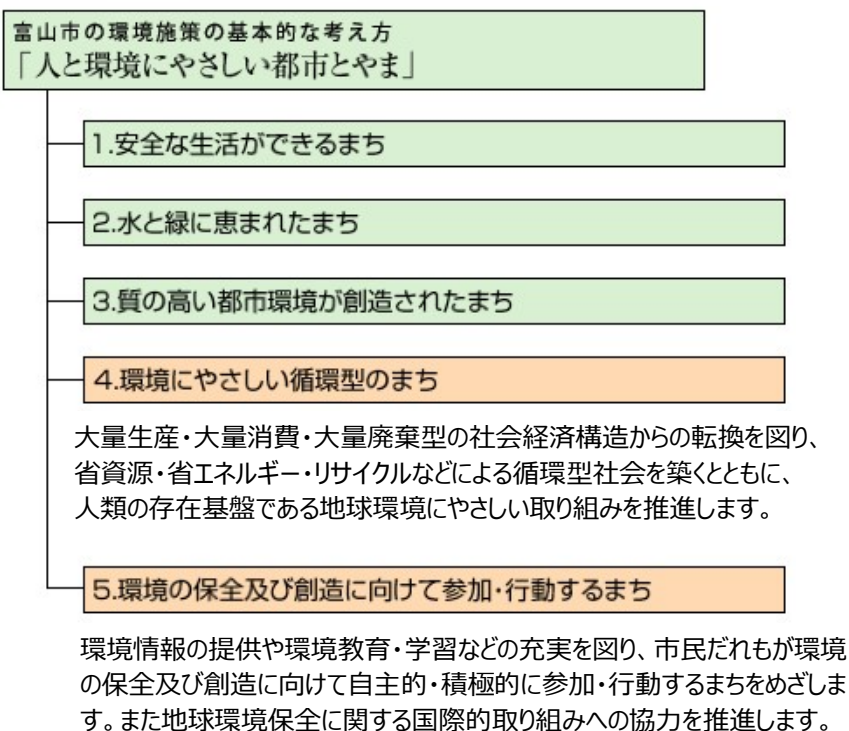 富山市の環境施策の基本的な考え方
「人と環境にやさしい都市とやま」
1.安全な生活ができるまち
2.水と緑に恵まれたまち
3.質の高い都市環境が創造されたまち
4.環境にやさしい循環型のまち
大量生産・大量消費・大量廃棄型の社会経済構造からの転換を図り、
省資源・省エネルギー・リサイクルなどによる循環型社会を築くとともに、
人類の存在基盤である地球環境にやさしい取り組みを推進します。
5.環境の保全及び創造に向けて参加・行動するまち
環境情報の提供や環境教育・学習などの充実を図り、市民だれもが環境
の保全及び創造に向けて自主的・積極的に参加・行動するまちをめざしま
す。また地球環境保全に関する国際的取り組みへの協力を推進します。